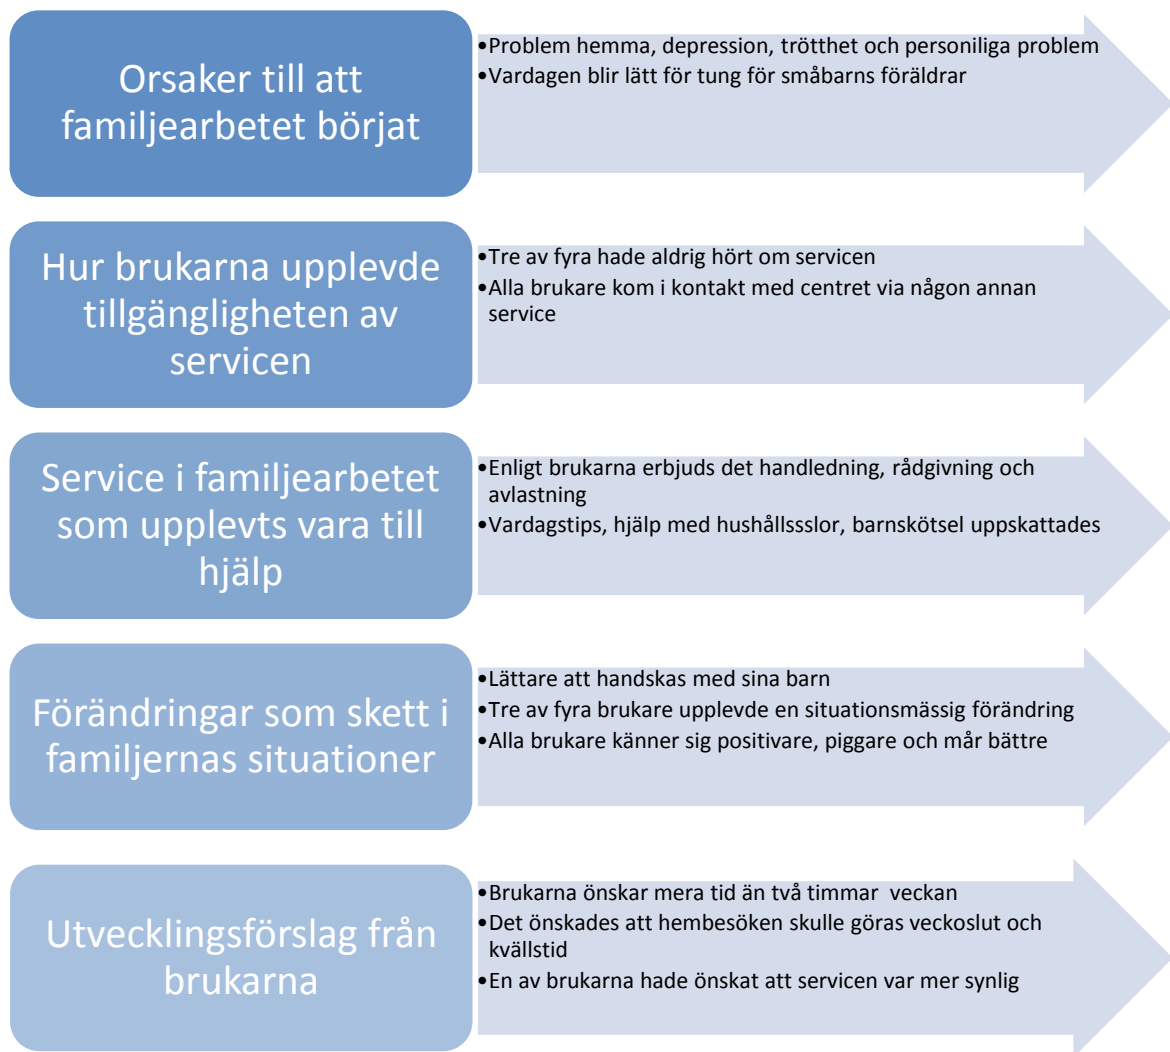 Orsaker till att
familjearbetet börjat
•Problem hemma, depression, trötthet och personiliga problem
•Vardagen blir lätt för tung för småbarns föräldrar
Hur brukarna upplevde
tillgängligheten av
servicen
•Tre av fyra hade aldrig hört om servicen
•Alla brukare kom i kontakt med centret via någon annan
service
Service i familjearbetet
som upplevts vara till
hjälp
•Enligt brukarna erbjuds det handledning, rådgivning och
avlastning
•Vardagstips, hjälp med hushållssslor, barnskötsel uppskattades
Förändringar som skett i
familjernas situationer
•Lättare att handskas med sina barn
•Tre av fyra brukare upplevde en situationsmässig förändring
•Alla brukare känner sig positivare, piggare och mår bättre
Utvecklingsförslag från
brukarna
•Brukarna önskar mera tid än två timmar  veckan
•Det önskades att hembesöken skulle göras veckoslut och
kvällstid
•En av brukarna hade önskat att servicen var mer synlig